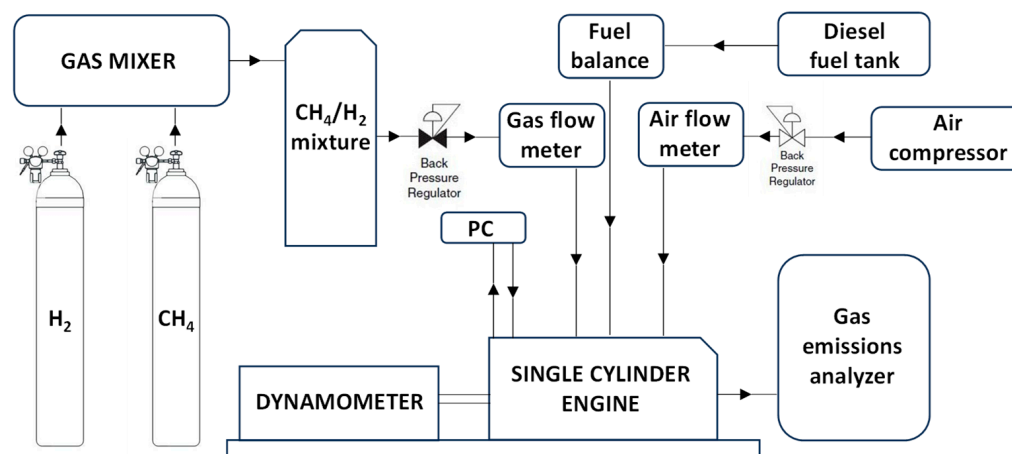 GAS MIXER
CH₄/H₂
mixture
Fuel
balance
Diesel
fuel tank
Back
Pressure
Regulator
Gas flow
meter
Air flow
meter
Back
Pressure
Regulator
Air
compressor
PC
H₂
CH₄
DYNAMOMETER
SINGLE CYLINDER
ENGINE
Gas
emissions
analyzer